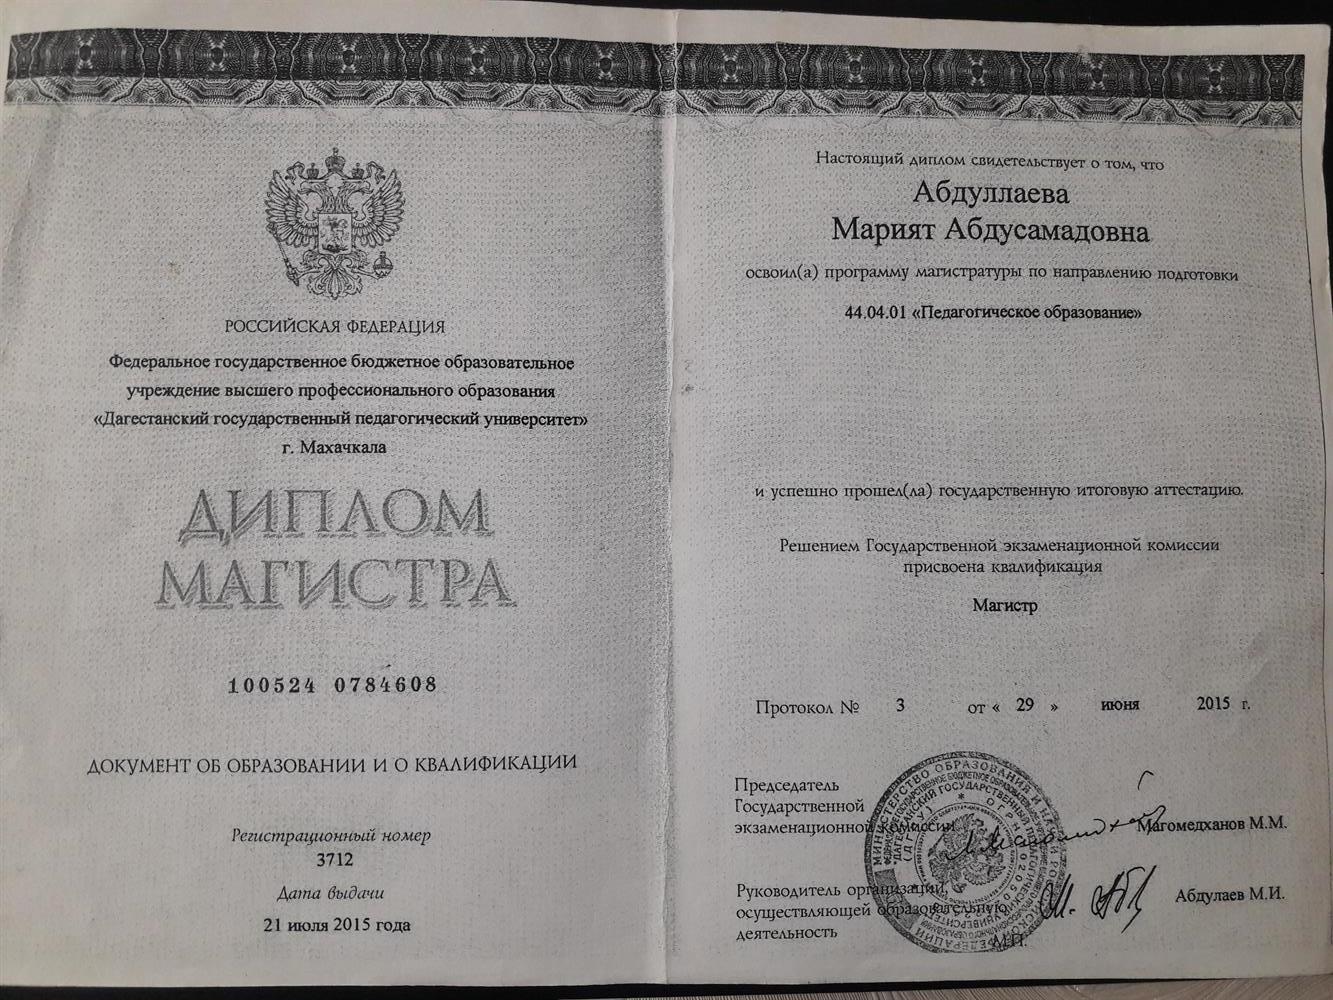 РОССИЙСКАЯ ФЕДЕРАЦИЯ
Федеральное государственное бюджетное образовательное
учреждение высшего профессионального образования
«Дагестанский государственный педагогический университет»
г. Махачкала
ДИПЛОМ
МАГИСТРА
100524 0784608
ДОКУМЕНТ ОБ ОБРАЗОВАНИИ И О КВАЛИФИКАЦИИ
Регистрационный номер
3712
Дата выдачи
21 июля 2015 года
Настоящий диплом свидетельствует о том, что
Абдуллаева
Марият Абдусамадовна
освоил(а) программу магистратуры по направлению подготовки
44.04.01 «Педагогическое образование»
и успешно прошел(ла) государственную итоговую аттестацию.
Решением Государственной экзаменационной комиссии
присвоена квалификация
Магистр
Протокол № 3 от « 29 » июня 2015 г.
Председатель
Государственной
экзаменационной комиссии
Магомедханов М.М.
Руководитель организации,
осуществляющей образовательную
деятельность
Абдулаев М.И.
М.П.